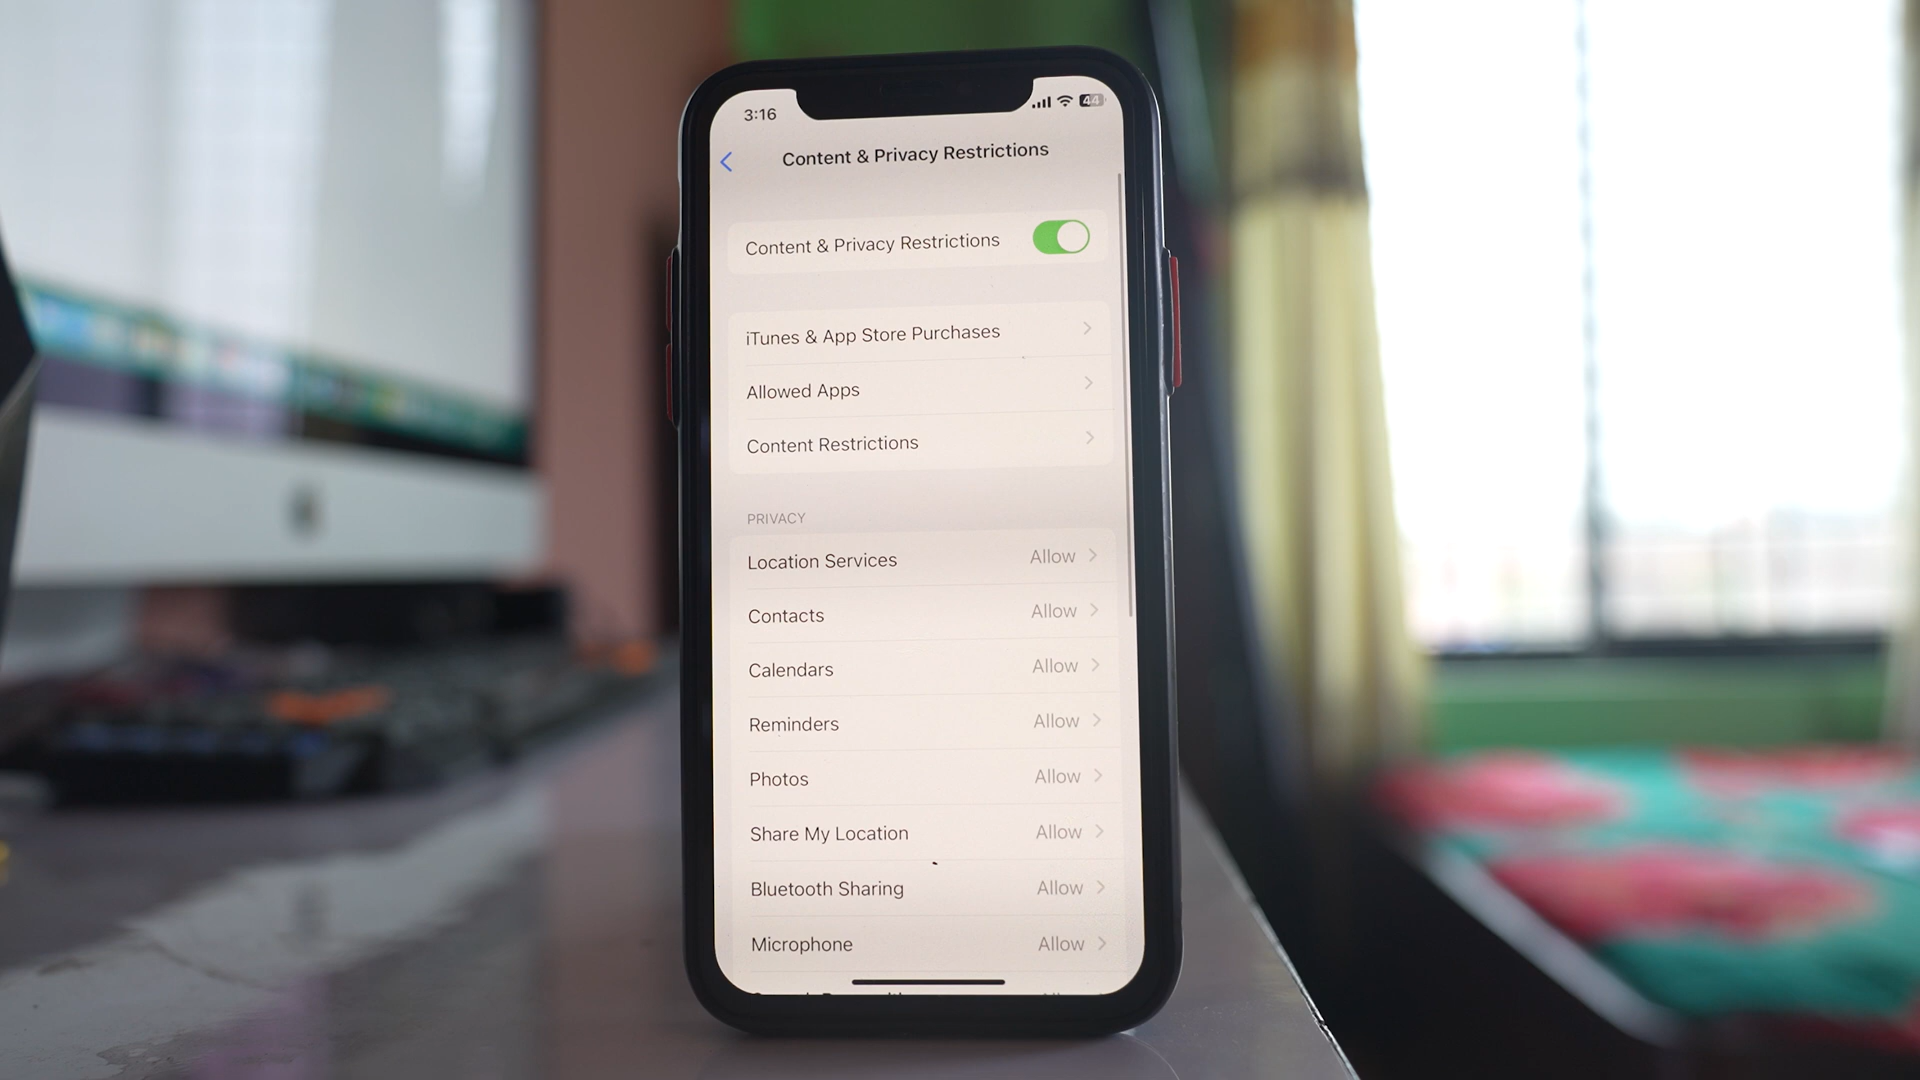 3:16
44
Content & Privacy Restrictions
Content & Privacy Restrictions
iTunes & App Store Purchases
Allowed Apps
Content Restrictions
PRIVACY
Location Services Allow
Contacts Allow
Calendars Allow
Reminders Allow
Photos Allow
Share My Location Allow
Bluetooth Sharing Allow
Microphone Allow